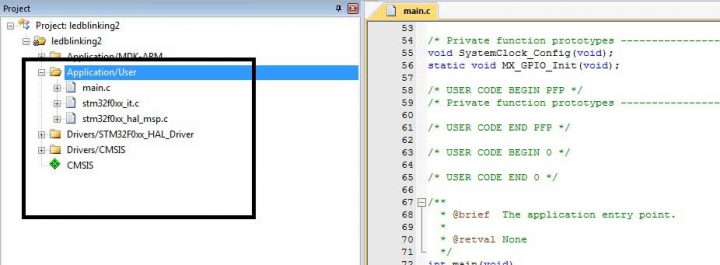 Project
Project: ledblinking2
ledblinking2
Application/MDK-ARM
Application/User
main.c
stm32f0xx_it.c
stm32f0xx_hal_msp.c
Drivers/STM32F0xx_HAL_Driver
Drivers/CMSIS
CMSIS
main.c
53
54 /* Private function prototypes -----------------
55 void SystemClock_Config(void);
56 static void MX_GPIO_Init(void);
57
58 /* USER CODE BEGIN PFP */
59 /* Private function prototypes -----------------
60
61 /* USER CODE END PFP */
62
63 /* USER CODE BEGIN 0 */
64
65 /* USER CODE END 0 */
66
67 /**
68 * @brief The application entry point.
69 *
70 * @retval None
71 */
72 int main(void)